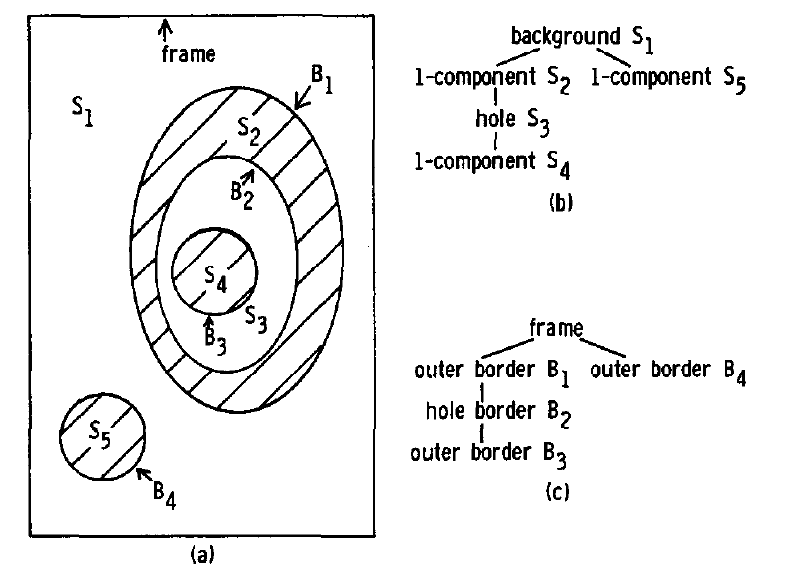 frame
B1
S1
S2
B2
S4
S3
B3
S5
B4
(a)
background S1
1-component S2 1-component S5
hole S3
1-component S4
(b)
frame
outer border B1 outer border B4
hole border B2
outer border B3
(c)